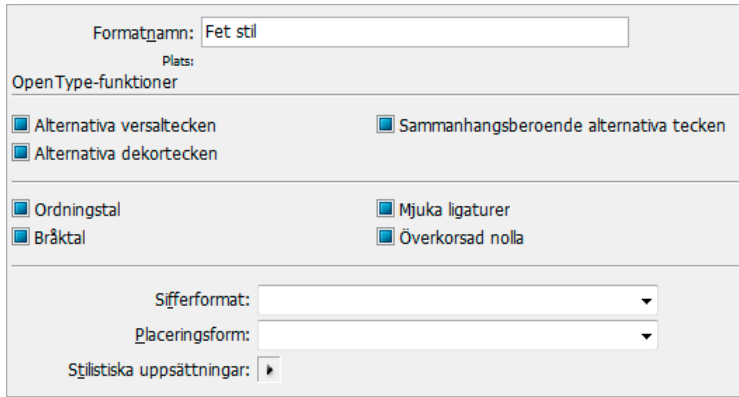 Formatnamn: Fet stil
Plats:
OpenType-funktioner
Alternativa versaltecken
Sammanhangsberoende alternativa tecken
Alternativa dekortecken
Ordningstal
Mjuka ligaturer
Bråktal
Överkorsad nolla
Sifferformat:
Placeringsform:
Stilistiska uppsättningar: